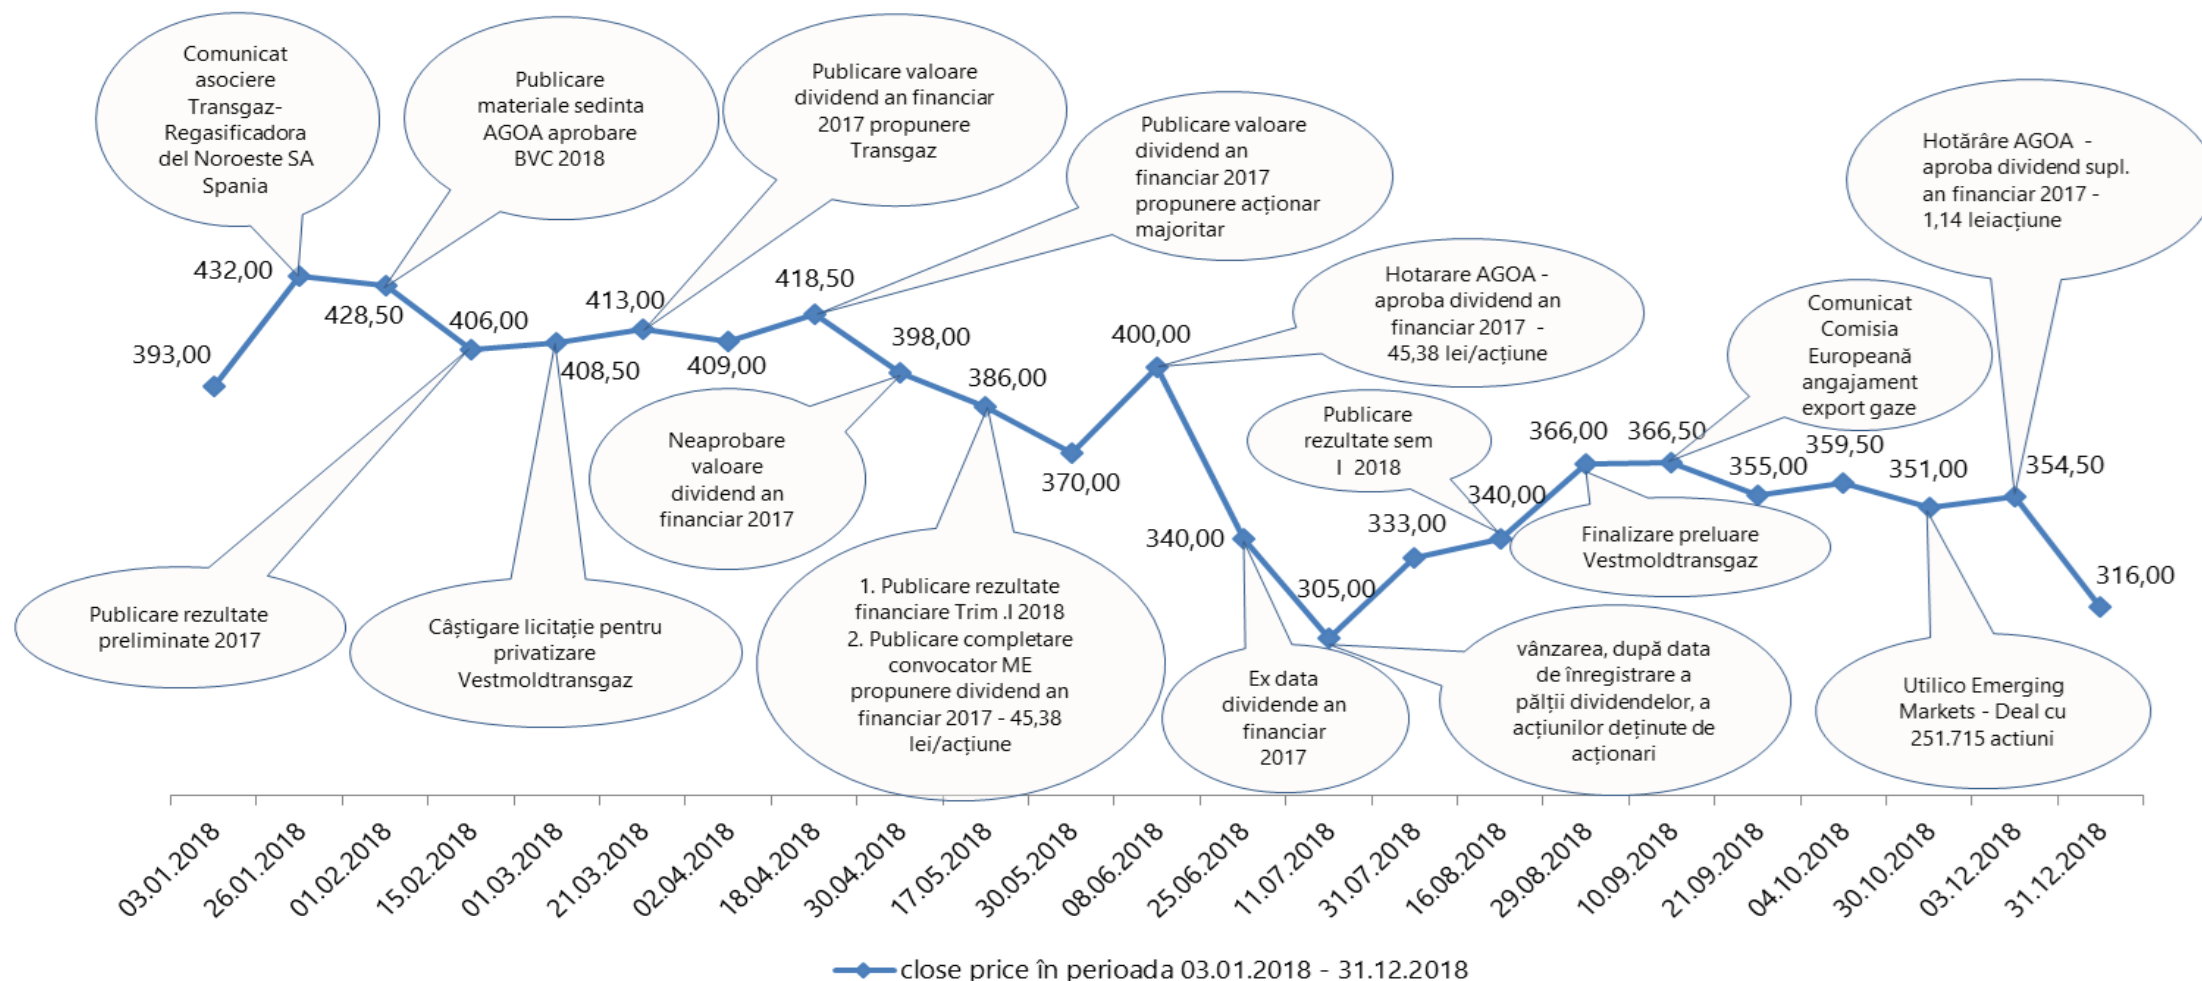 Comunicat
asociere
Transgaz-
Regasificadora
del Noroeste SA
Spania
Publicare
materiale sedinta
AGOA aprobare
BVC 2018
Publicare valoare
dividend an financiar
2017 propunere
Transgaz
Publicare valoare
dividend an
financiar 2017
propunere acționar
majoritar
Hotarare AGOA -
aproba dividend an
financiar 2017 -
45,38 lei/acțiune
Comunicat
Comisia
Europeană
angajament
export gaze
Hotărâre AGOA -
aproba dividend supl.
an financiar 2017 -
1,14 leiacțiune
393,00
432,00
428,50
406,00
408,50
413,00
409,00
418,50
398,00
386,00
370,00
400,00
340,00
305,00
333,00
340,00
366,00
366,50
355,00
359,50
351,00
354,50
316,00
Publicare rezultate
preliminate 2017
Câștigare licitație pentru
privatizare
Vestmoldtransgaz
Neaprobare
valoare
dividend an
financiar 2017
1. Publicare rezultate
financiare Trim .I 2018
2. Publicare completare
convocator ME
propunere dividend an
financiar 2017 - 45,38
lei/acțiune
Ex data
dividende an
financiar
2017
vânzarea, după data
de înregistrare a
pălții dividendelor, a
acțiunilor deținute de
acționari
Publicare
rezultate sem
I 2018
Finalizare preluare
Vestmoldtransgaz
Utilico Emerging
Markets - Deal cu
251.715 actiuni
03.01.2018
26.01.2018
01.02.2018
15.02.2018
01.03.2018
21.03.2018
02.04.2018
18.04.2018
30.04.2018
17.05.2018
30.05.2018
08.06.2018
25.06.2018
11.07.2018
31.07.2018
16.08.2018
29.08.2018
10.09.2018
21.09.2018
04.10.2018
30.10.2018
03.12.2018
31.12.2018
close price în perioada 03.01.2018 - 31.12.2018